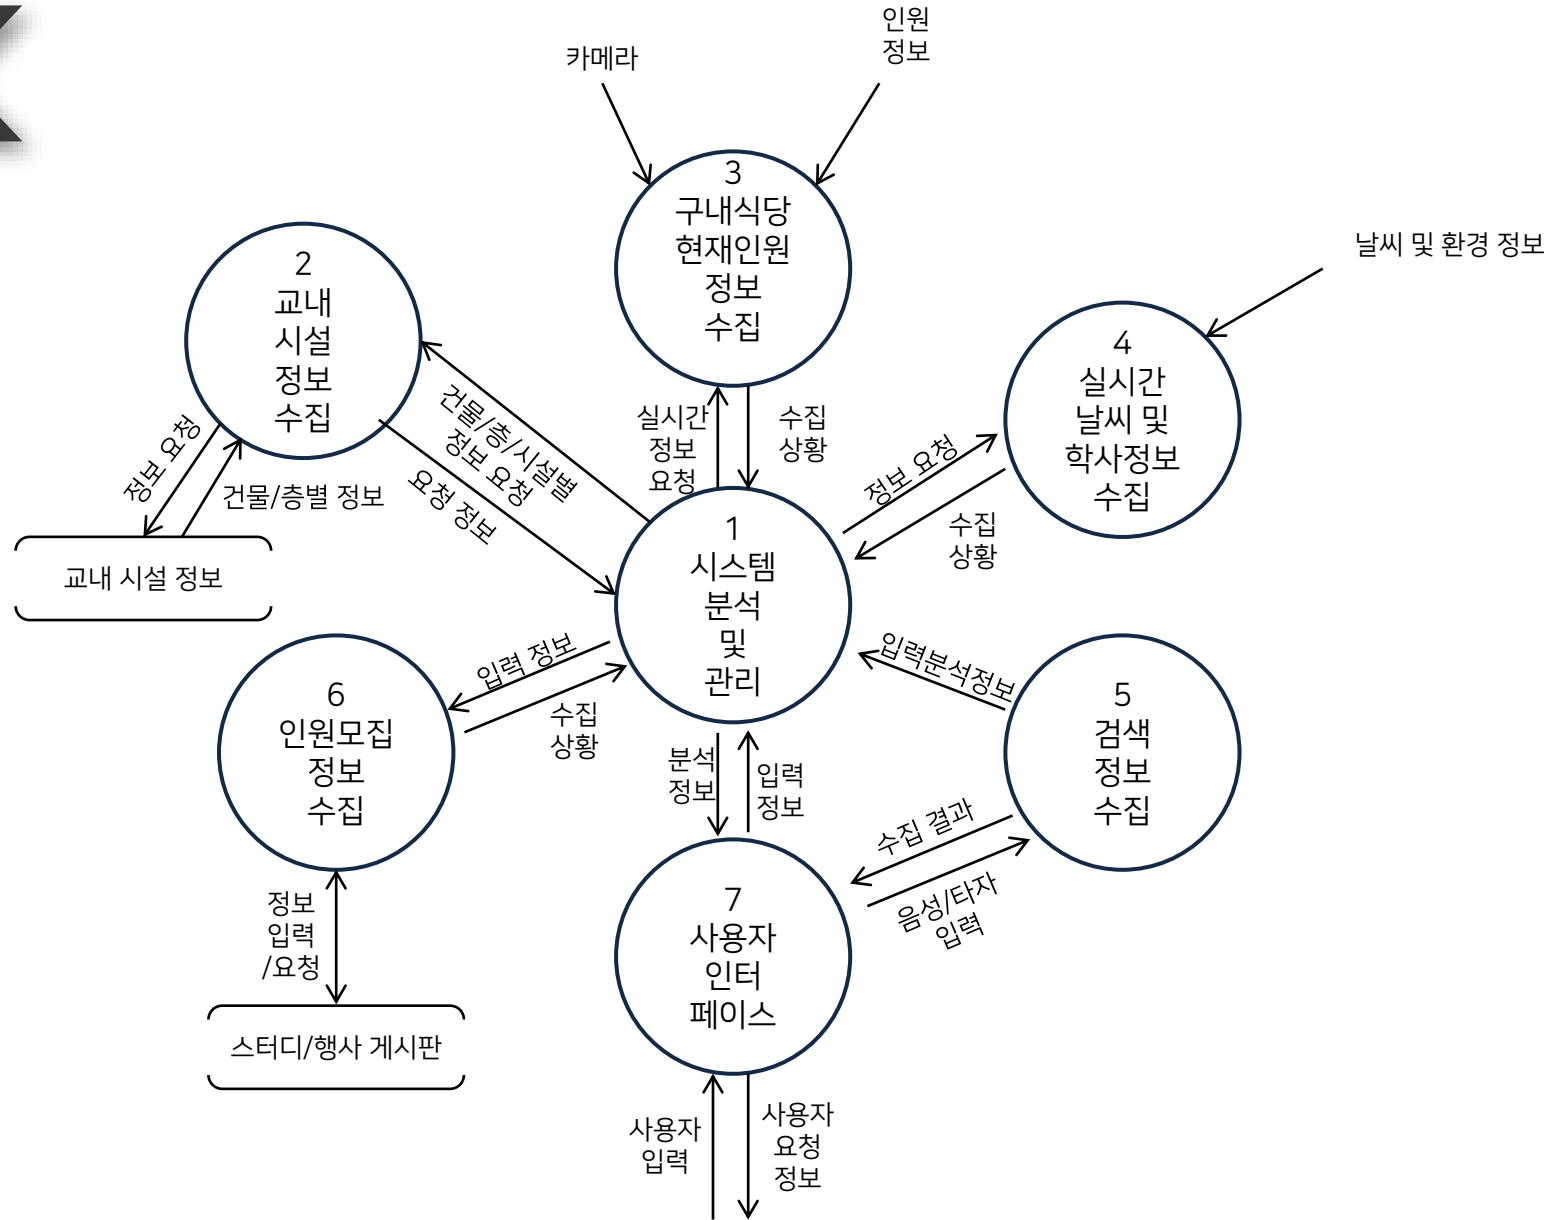 인원
정보
카메라
3
구내식당
현재인원
정보
수집
날씨 및 환경 정보
2
교내
시설
정보
수집
4
실시간
날씨 및
학사정보
수집
건물/층/시설별
정보 요청
요청 정보
실시간
정보
요청
수집
상황
정보 요청
수집
상황
정보 요청
건물/층별 정보
교내 시설 정보
1
시스템
분석
및
관리
입력 정보
수집
상황
입력분석정보
6
인원모집
정보
수집
5
검색
정보
수집
분석
정보
입력
정보
수집 결과
음성/타자
입력
정보
입력
/요청
7
사용자
인터
페이스
스터디/행사 게시판
사용자
입력
사용자
요청
정보